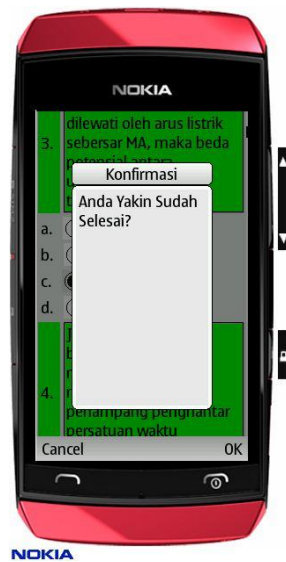 NOKIA
dilewati oleh arus listrik
3. sebersar MA, maka beda
Konfirmasi
Anda Yakin Sudah
Selesai?
a.
b.
c.
d.
4.
penampang penghantar
persatuan waktu
Cancel OK
NOKIA